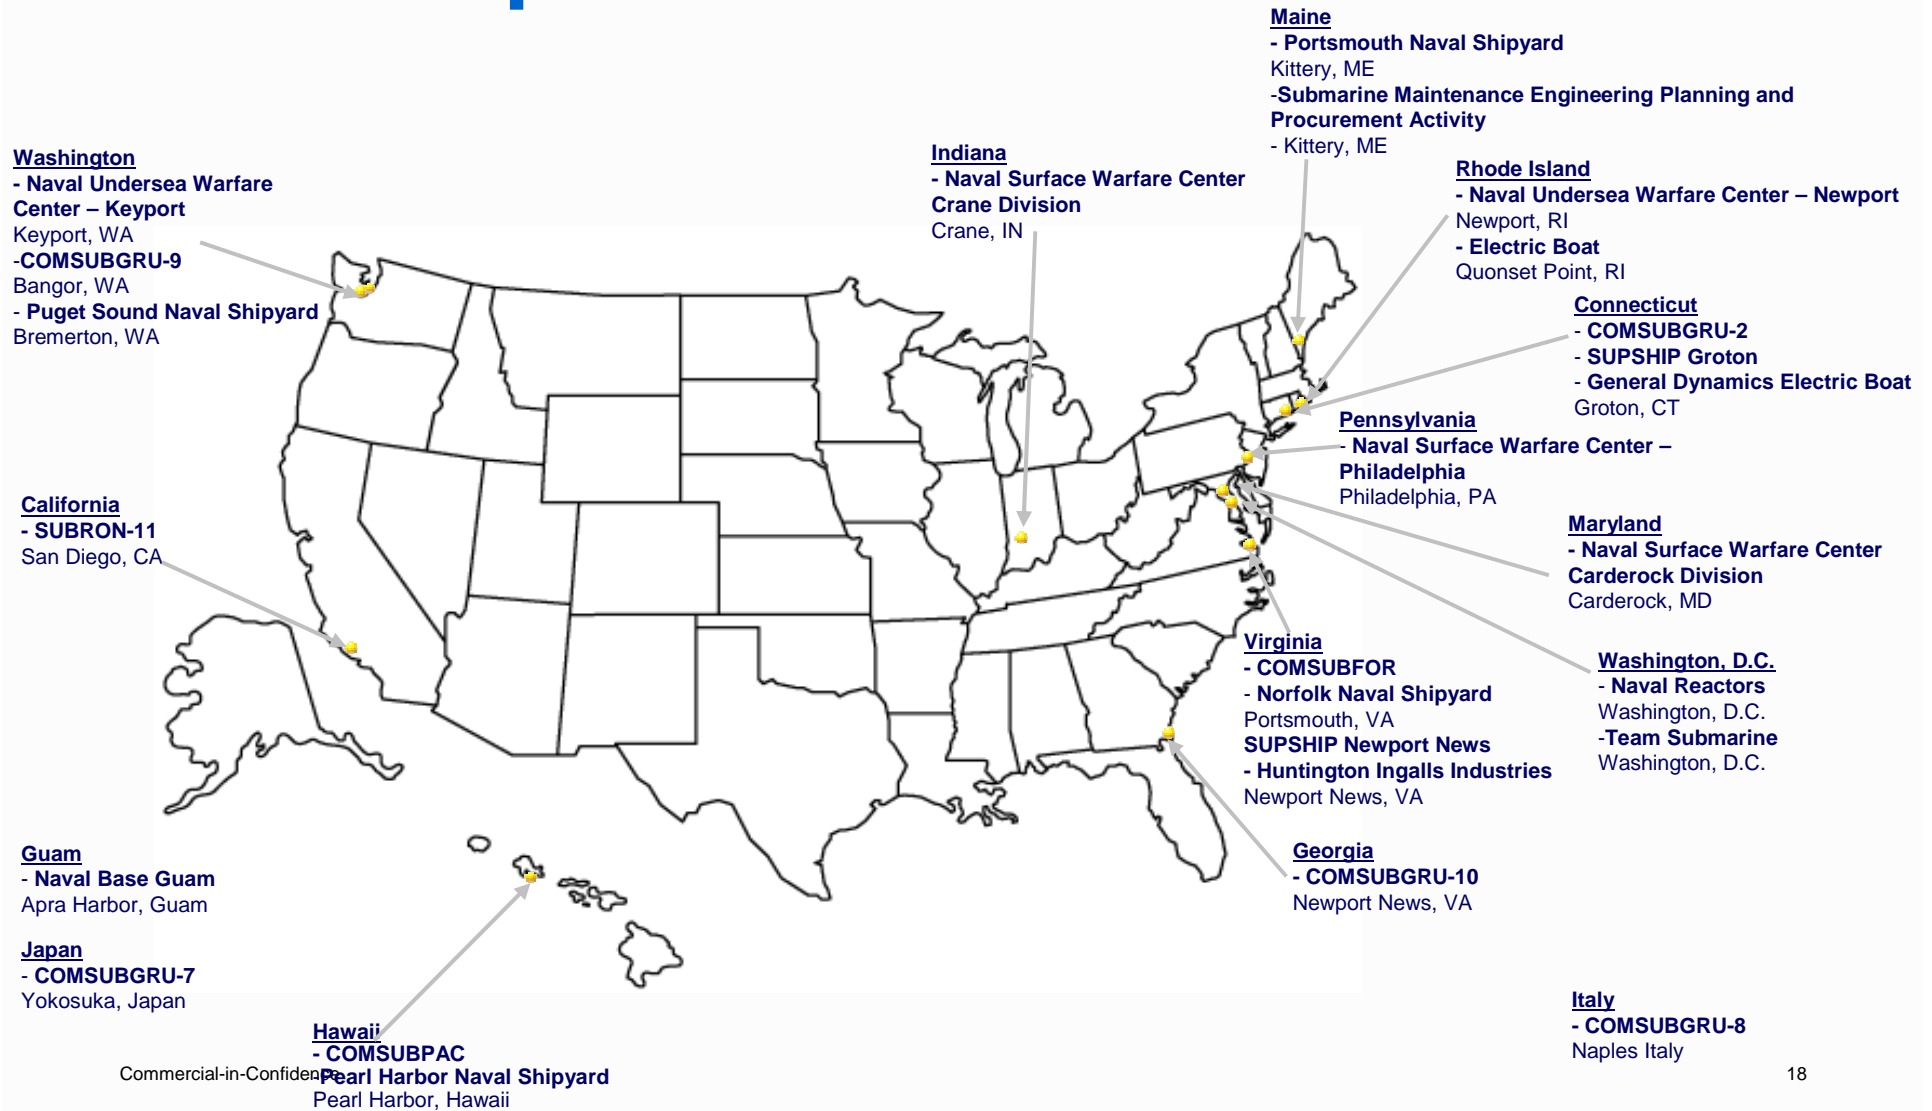 Maine
- Portsmouth Naval Shipyard
Kittery, ME
-Submarine Maintenance Engineering Planning and
Procurement Activity
- Kittery, ME
Washington
- Naval Undersea Warfare
Center – Keyport
Keyport, WA
-COMSUBGRU-9
Bangor, WA
- Puget Sound Naval Shipyard
Bremerton, WA
Indiana
- Naval Surface Warfare Center
Crane Division
Crane, IN
Rhode Island
- Naval Undersea Warfare Center – Newport
Newport, RI
- Electric Boat
Quonset Point, RI
Connecticut
- COMSUBGRU-2
- SUPSHIP Groton
- General Dynamics Electric Boat
Groton, CT
Pennsylvania
- Naval Surface Warfare Center –
Philadelphia
Philadelphia, PA
California
- SUBRON-11
San Diego, CA
Maryland
- Naval Surface Warfare Center
Carderock Division
Carderock, MD
Virginia
- COMSUBFOR
- Norfolk Naval Shipyard
Portsmouth, VA
SUPSHIP Newport News
- Huntington Ingalls Industries
Newport News, VA
Washington, D.C.
- Naval Reactors
Washington, D.C.
-Team Submarine
Washington, D.C.
Georgia
- COMSUBGRU-10
Newport News, VA
Guam
- Naval Base Guam
Apra Harbor, Guam
Japan
- COMSUBGRU-7
Yokosuka, Japan
Italy
- COMSUBGRU-8
Naples Italy
Hawaii
- COMSUBPAC
-Pearl Harbor Naval Shipyard
Pearl Harbor, Hawaii
Commercial-in-Confidence
18